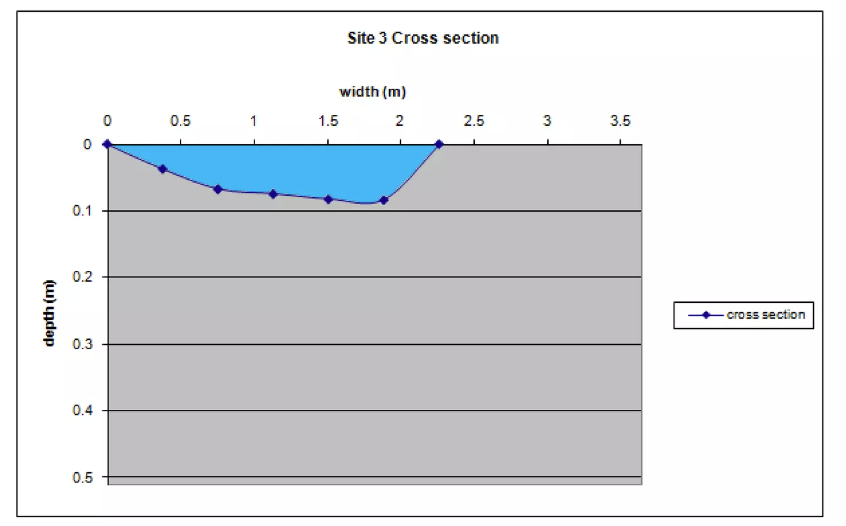 Site 3 Cross section
width (m)
0 0.5 1 1.5 2 2.5 3 3.5
0
0.1
0.2
0.3
0.4
0.5
depth (m)
cross section